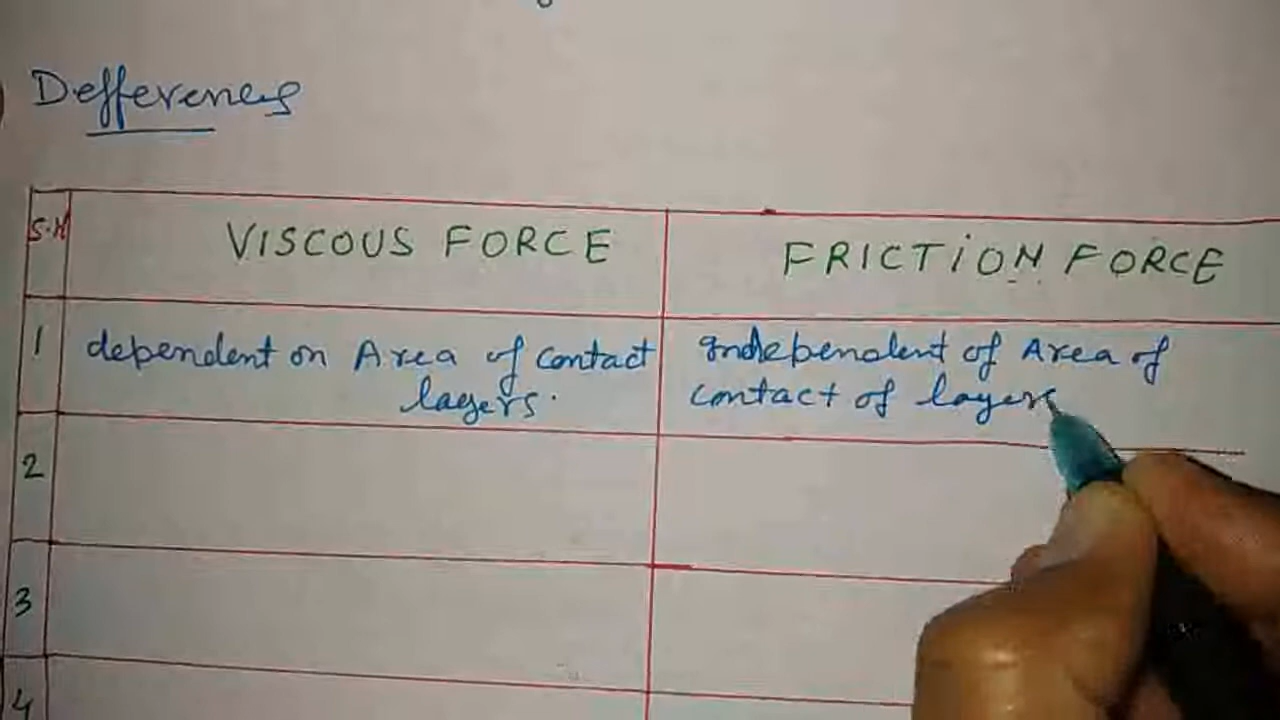 Defferences
S.N VISCOUS FORCE FRICTION FORCE
1 dependent on Area of contact layers. Independent of Area of contact of layers
2
3
4